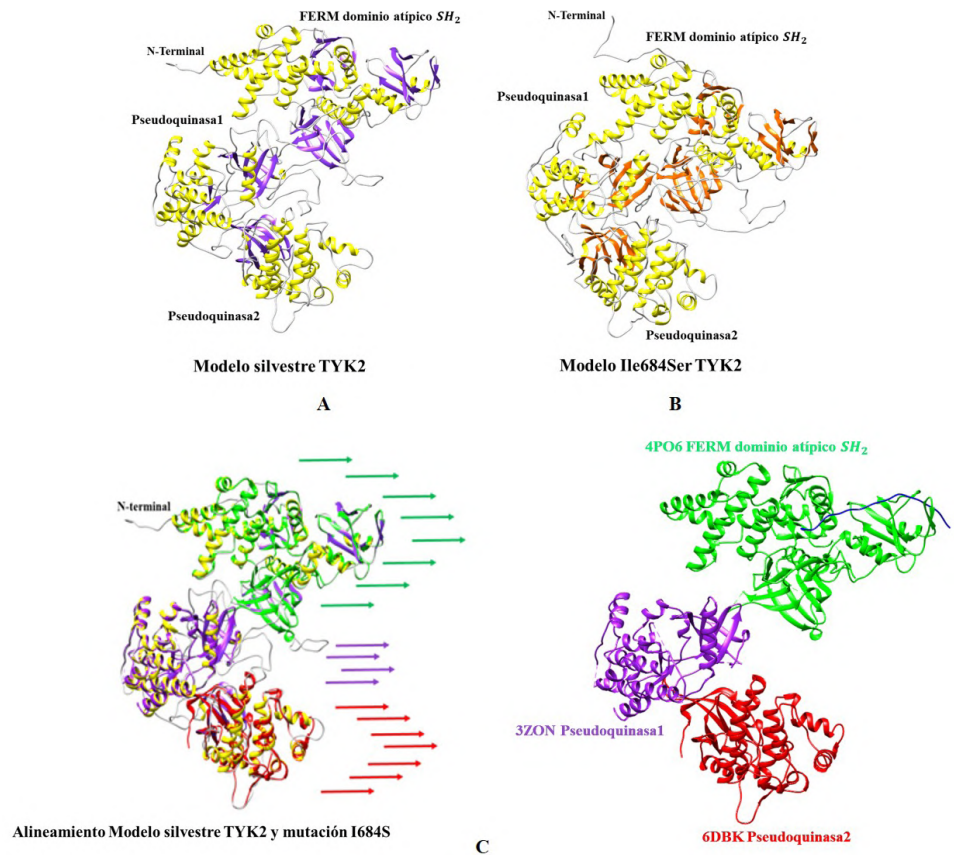 FERM dominio atípico SH₂
N-Terminal
Pseudoquinasa1
Pseudoquinasa2
Modelo silvestre TYK2
A
N-Terminal
FERM dominio atípico SH₂
Pseudoquinasa1
Pseudoquinasa2
Modelo Ile684Ser TYK2
B
N-terminal
Alineamiento Modelo silvestre TYK2 y mutación I684S
4PO6 FERM dominio atípico SH₂
3ZON Pseudoquinasa1
6DBK Pseudoquinasa2
C